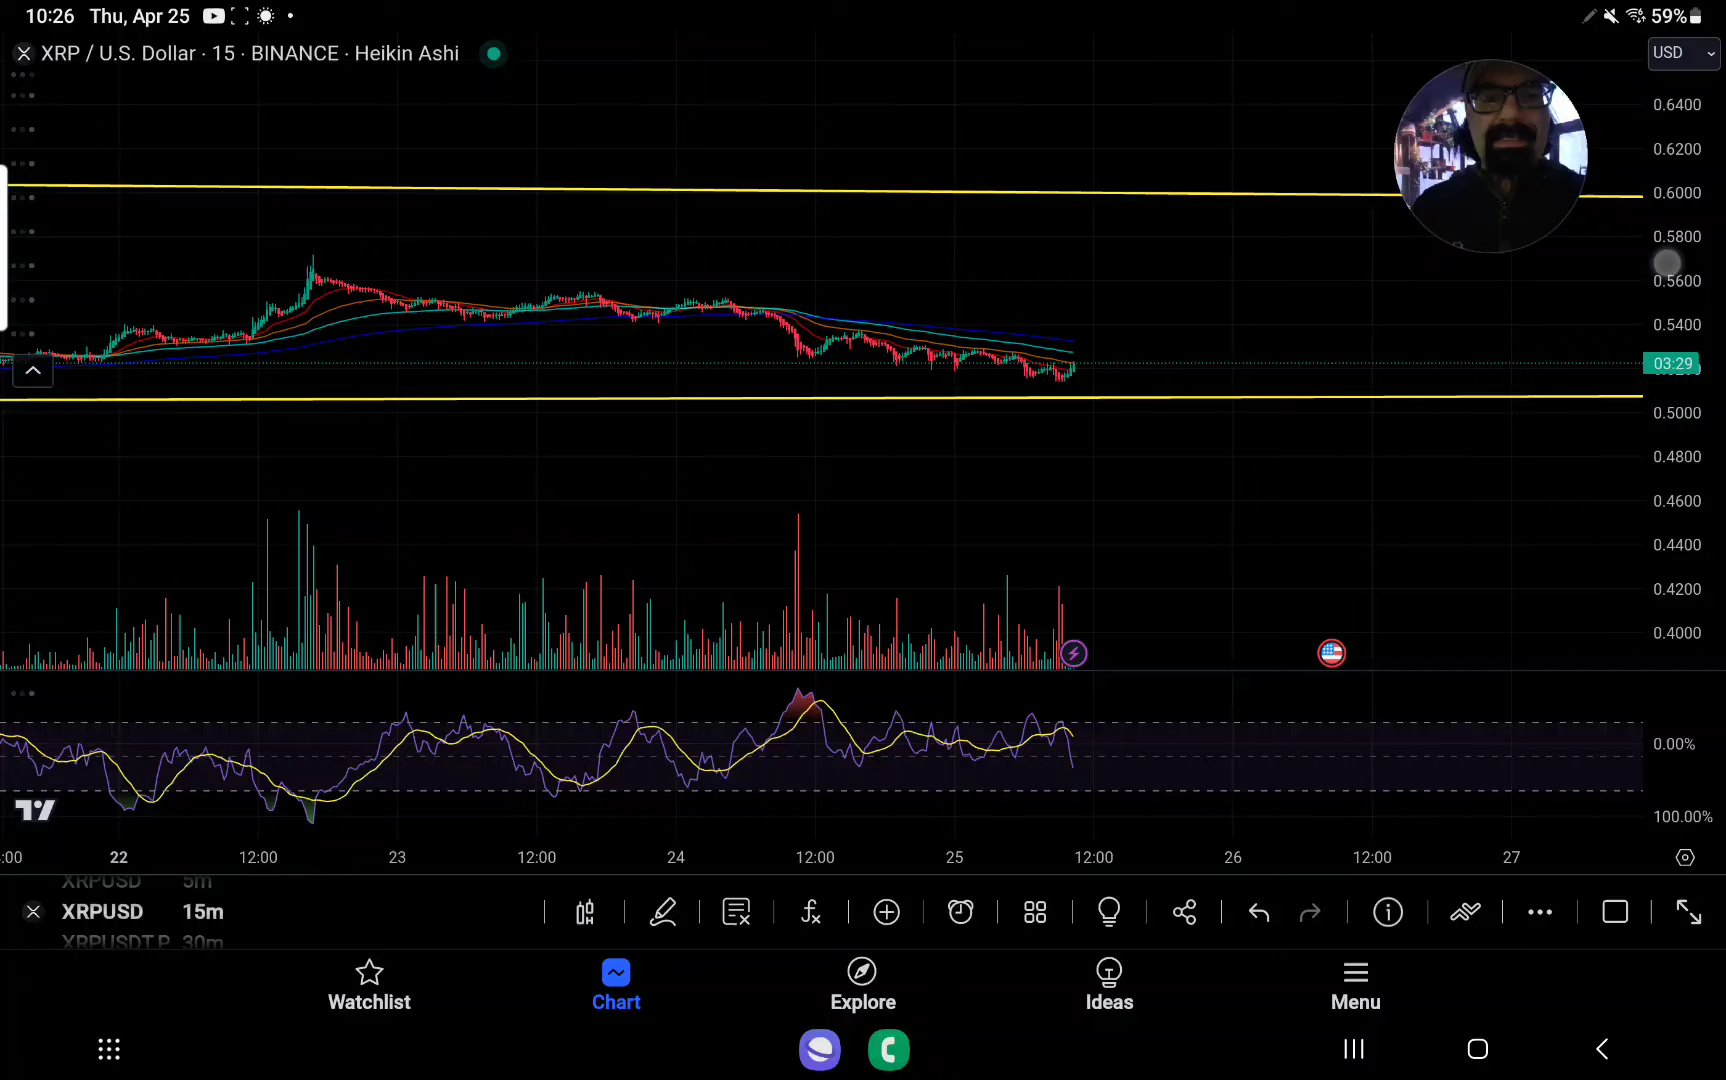 10:26 Thu, Apr 25
59%
XRP / U.S. Dollar · 15 · BINANCE · Heikin Ashi
USD
0.6400
0.6200
0.6000
0.5800
0.5600
0.5400
03:29
0.5000
0.4800
0.4600
0.4400
0.4200
0.4000
0.00%
100.00%
:00 22 12:00 23 12:00 24 12:00 25 12:00 26 12:00 27
XRPUSD 5m
XRPUSD 15m
XRPUSDT.P 30m
Watchlist Chart Explore Ideas Menu